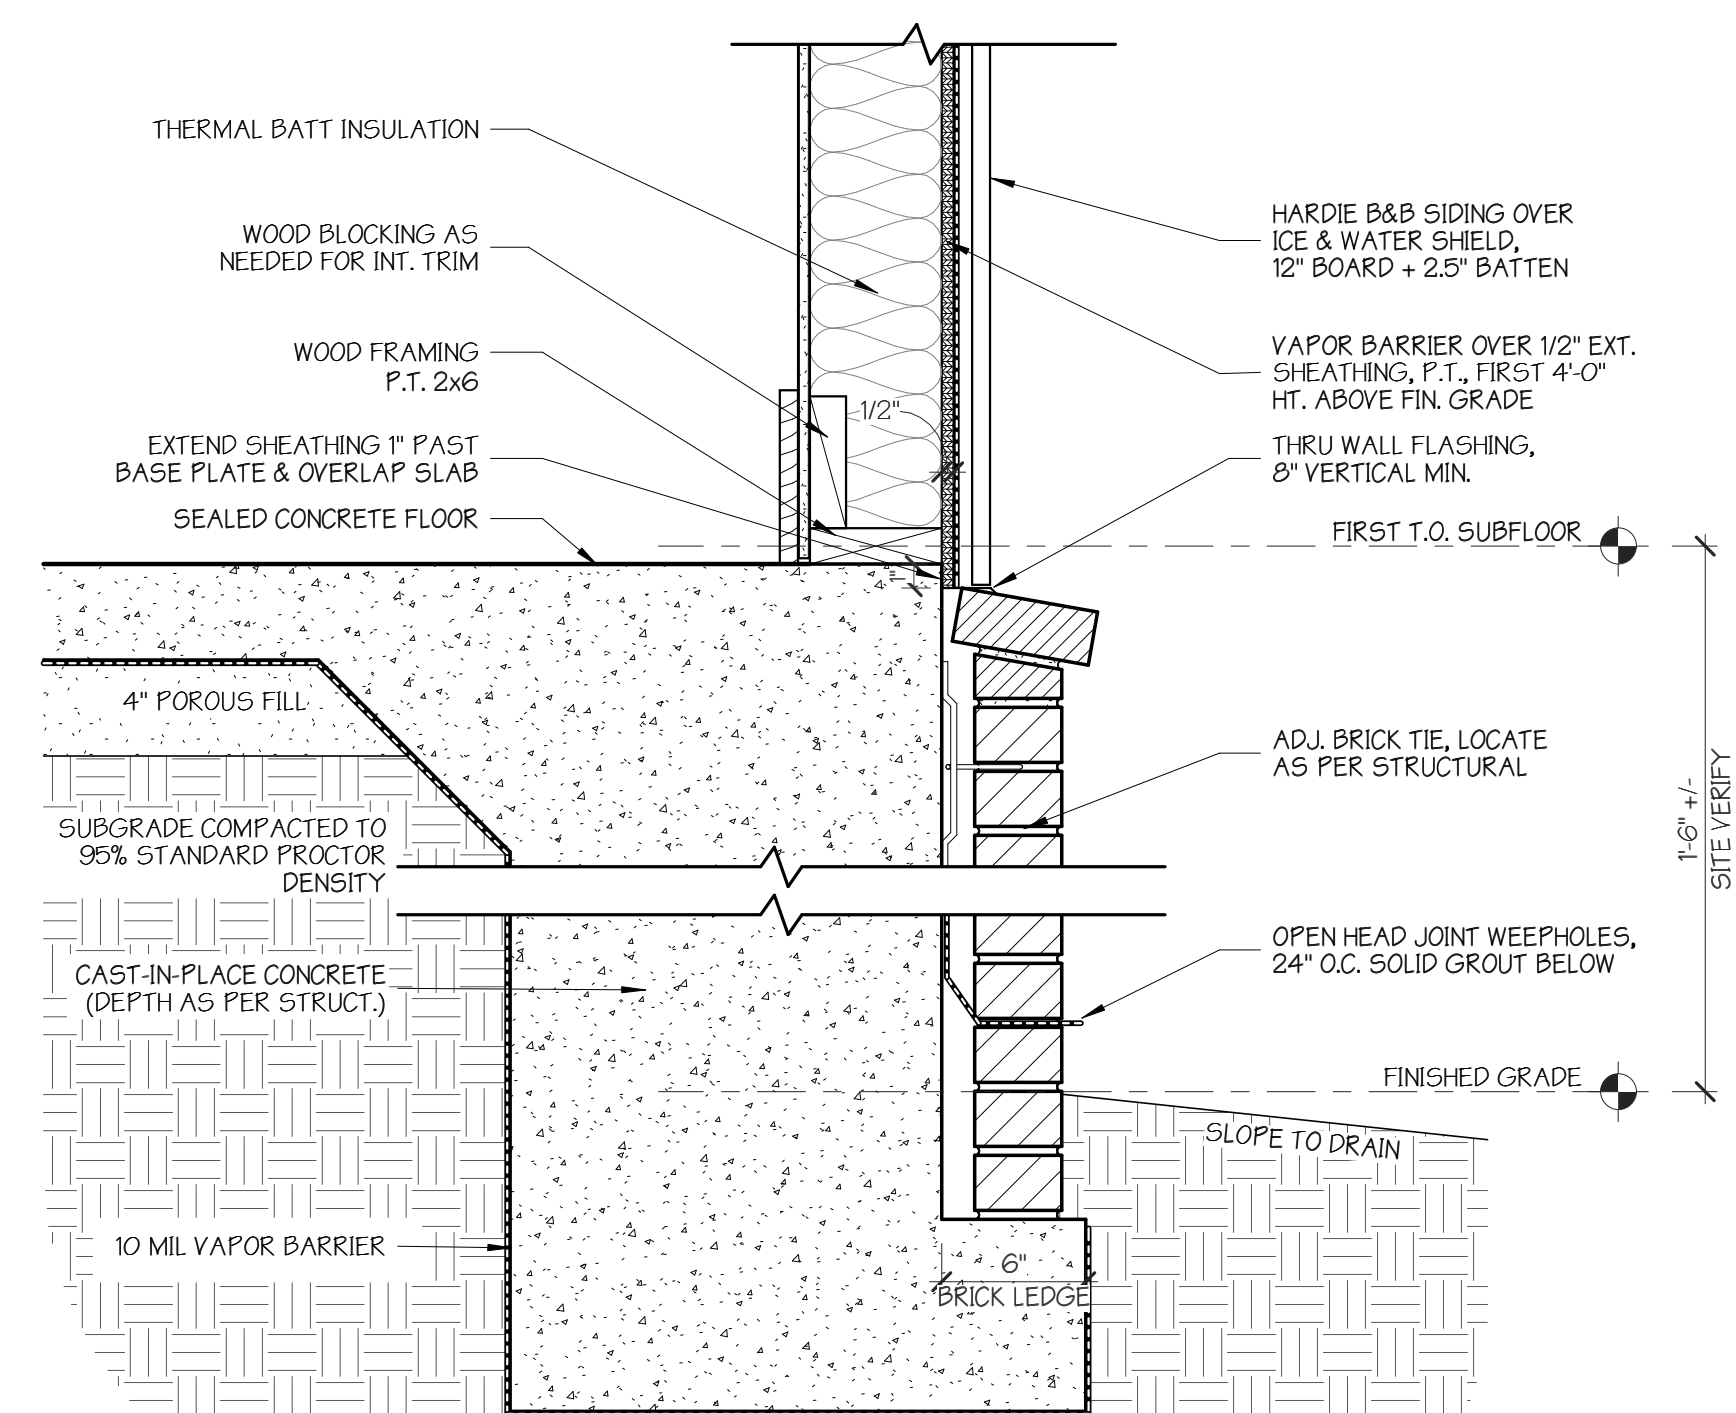 THERMAL BATT INSULATION
WOOD BLOCKING AS
NEEDED FOR INT. TRIM
WOOD FRAMING
P.T. 2x6
EXTEND SHEATHING 1" PAST
BASE PLATE & OVERLAP SLAB
SEALED CONCRETE FLOOR
4" POROUS FILL
SUBGRADE COMPACTED TO
95% STANDARD PROCTOR
DENSITY
CAST-IN-PLACE CONCRETE
(DEPTH AS PER STRUCT.)
10 MIL VAPOR BARRIER
1/2"
1"
6"
BRICK LEDGE
HARDIE B&B SIDING OVER
ICE & WATER SHIELD,
12" BOARD + 2.5" BATTEN
VAPOR BARRIER OVER 1/2" EXT.
SHEATHING, P.T., FIRST 4'-0"
HT. ABOVE FIN. GRADE
THRU WALL FLASHING,
8" VERTICAL MIN.
FIRST T.O. SUBFLOOR
ADJ. BRICK TIE, LOCATE
AS PER STRUCTURAL
1'-6" +/-
SITE VERIFY
OPEN HEAD JOINT WEEPHOLES,
24" O.C. SOLID GROUT BELOW
FINISHED GRADE
SLOPE TO DRAIN